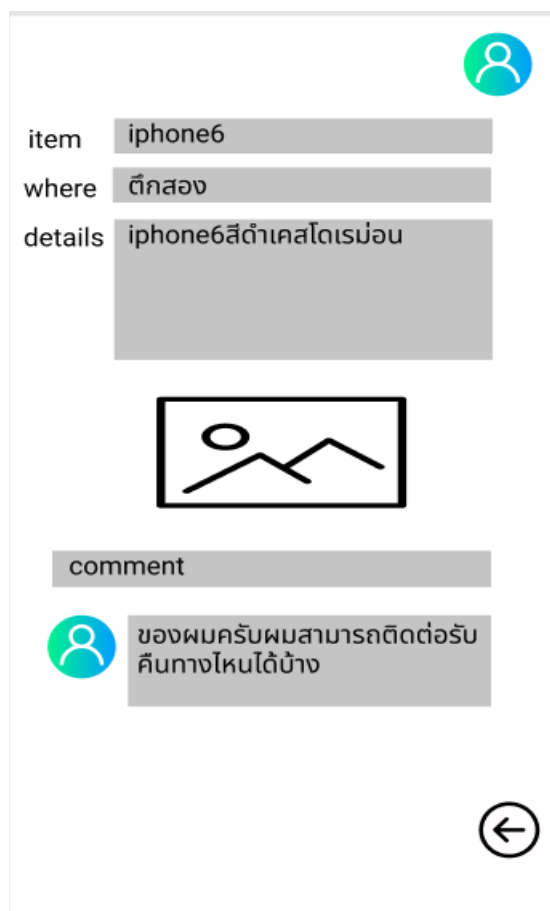 item
iphone6
where
ตึกสอง
details
iphone6สีดำเคสโดเรม่อน
comment
ของผมครับผมสามารถติดต่อรับ
คืนทางไหนได้บ้าง